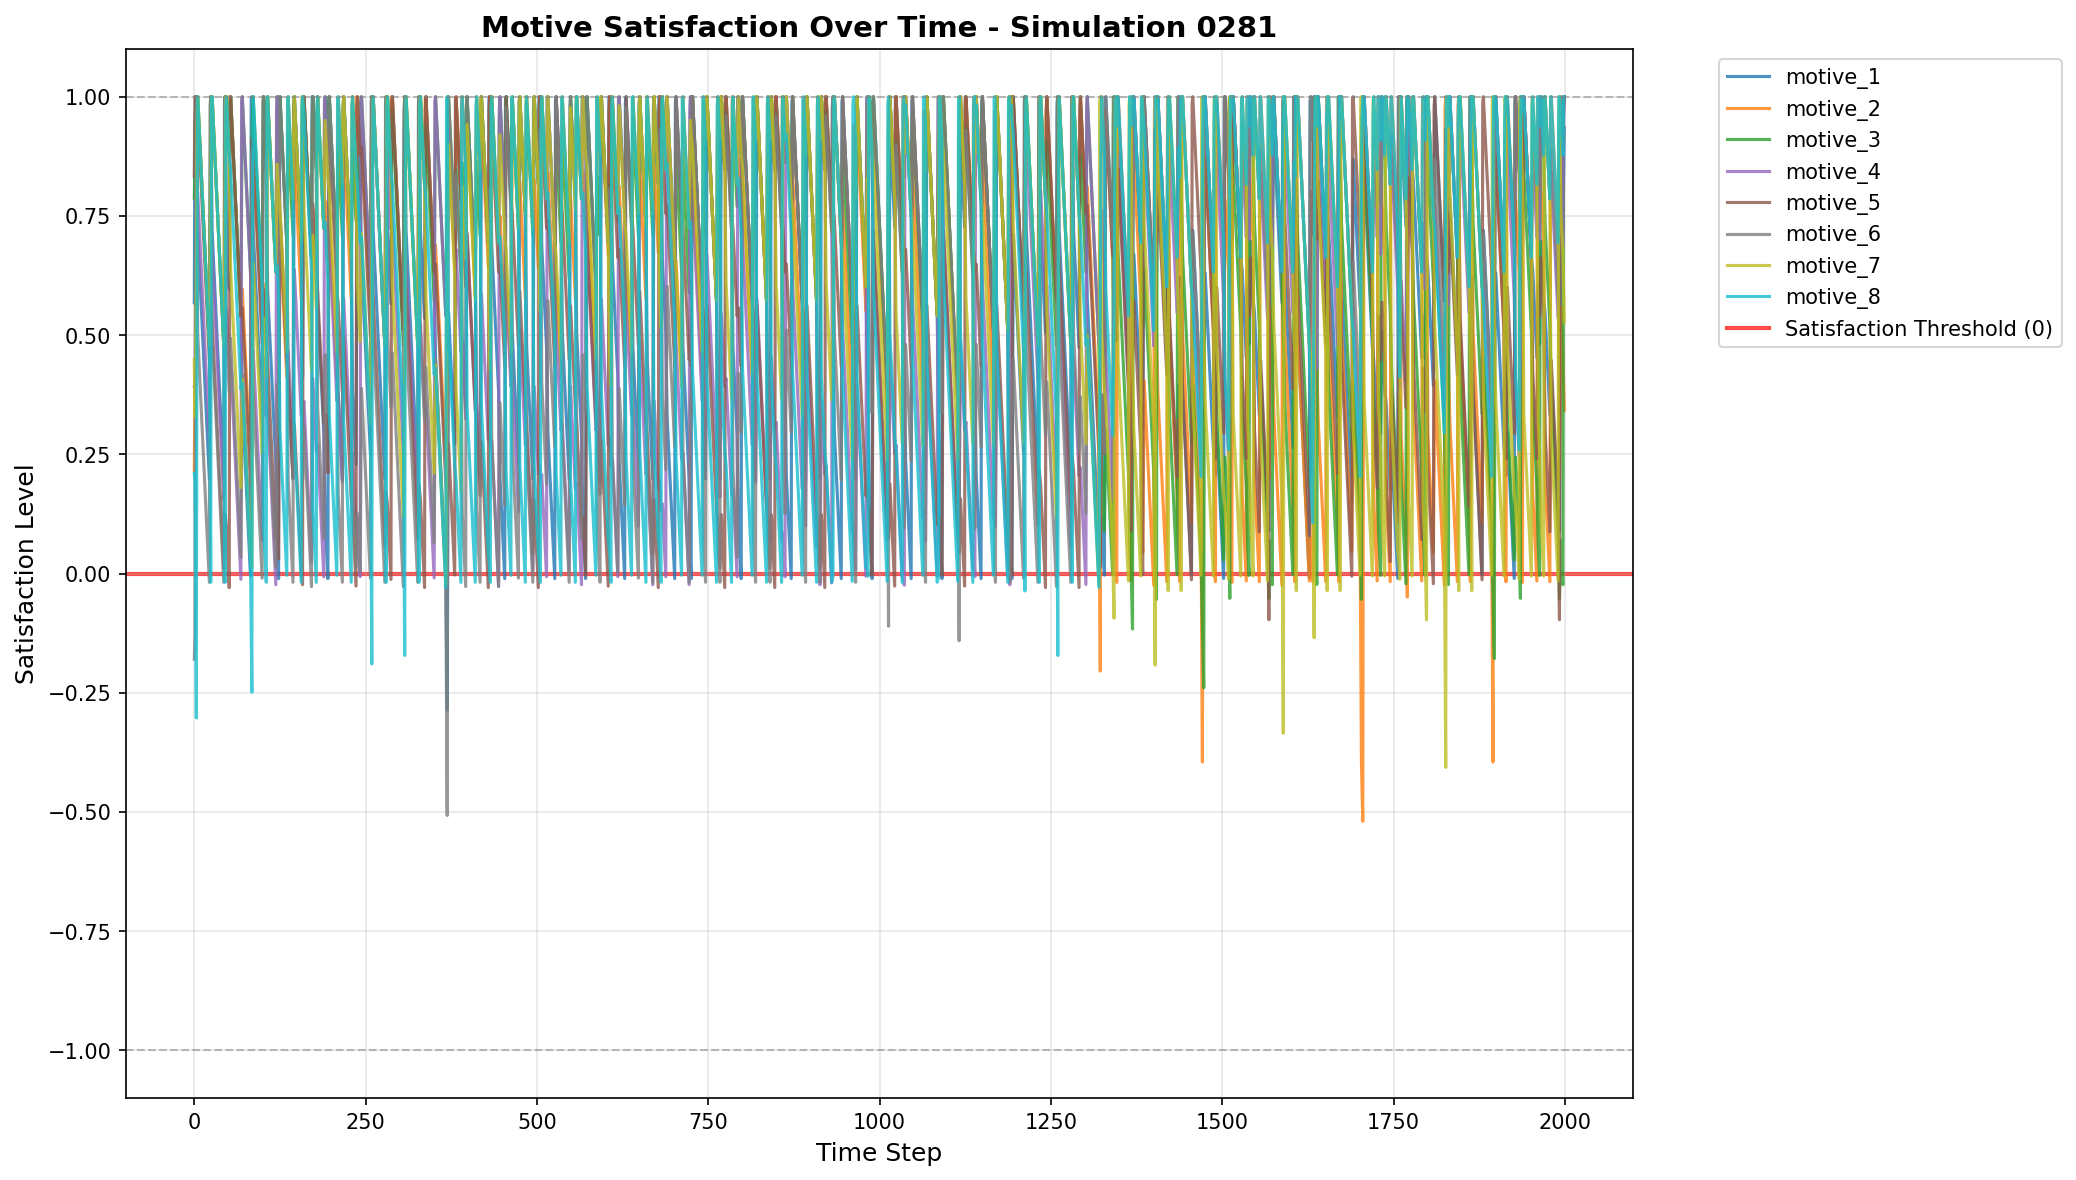 Motive Satisfaction Over Time - Simulation 0281
Satisfaction Level
1.00
0.75
0.50
0.25
0.00
−0.25
−0.50
−0.75
−1.00
0 250 500 750 1000 1250 1500 1750 2000
Time Step
motive_1
motive_2
motive_3
motive_4
motive_5
motive_6
motive_7
motive_8
Satisfaction Threshold (0)